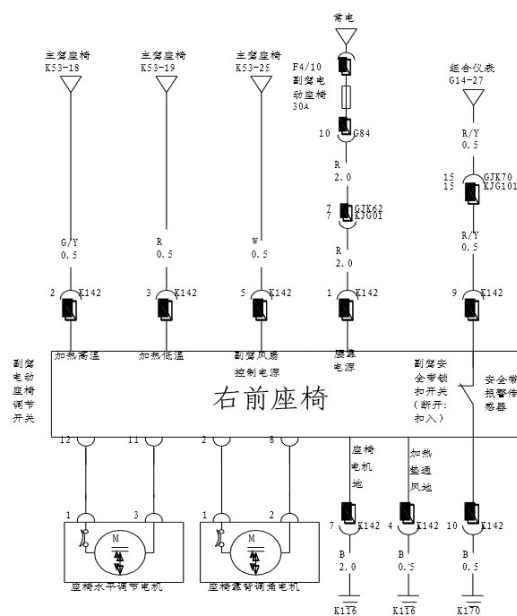 常电
主驾座椅
K53-18
主驾座椅
K53-19
主驾座椅
K53-25
F4/10
副驾电
动座椅
30A
组合仪表
G14-27
10 G84
R/Y
0.5
R
2.0
15 GJK70
15 KJG101
7 GJK62
7 KJG01
G/Y
0.5
R
0.5
W
0.5
R
2.0
R/Y
0.5
2 K142
3 K142
5 K142
1 K142
9 K142
副驾
电动
座椅
调节
开关
加热高温
加热低温
副驾风扇
控制电源
腰靠
电源
副驾安
全带锁
扣开关
(断开:
扣入)
安全带
报警传
感器
右前座椅
12
11
2
8
座椅
电机
地
加热
垫通
风地
1
3
1
2
7 K142
4 K142
10 K142
M
M
B
2.0
B
0.5
B
0.5
座椅水平调节电机
座椅靠背调角电机
K116
K116
K170